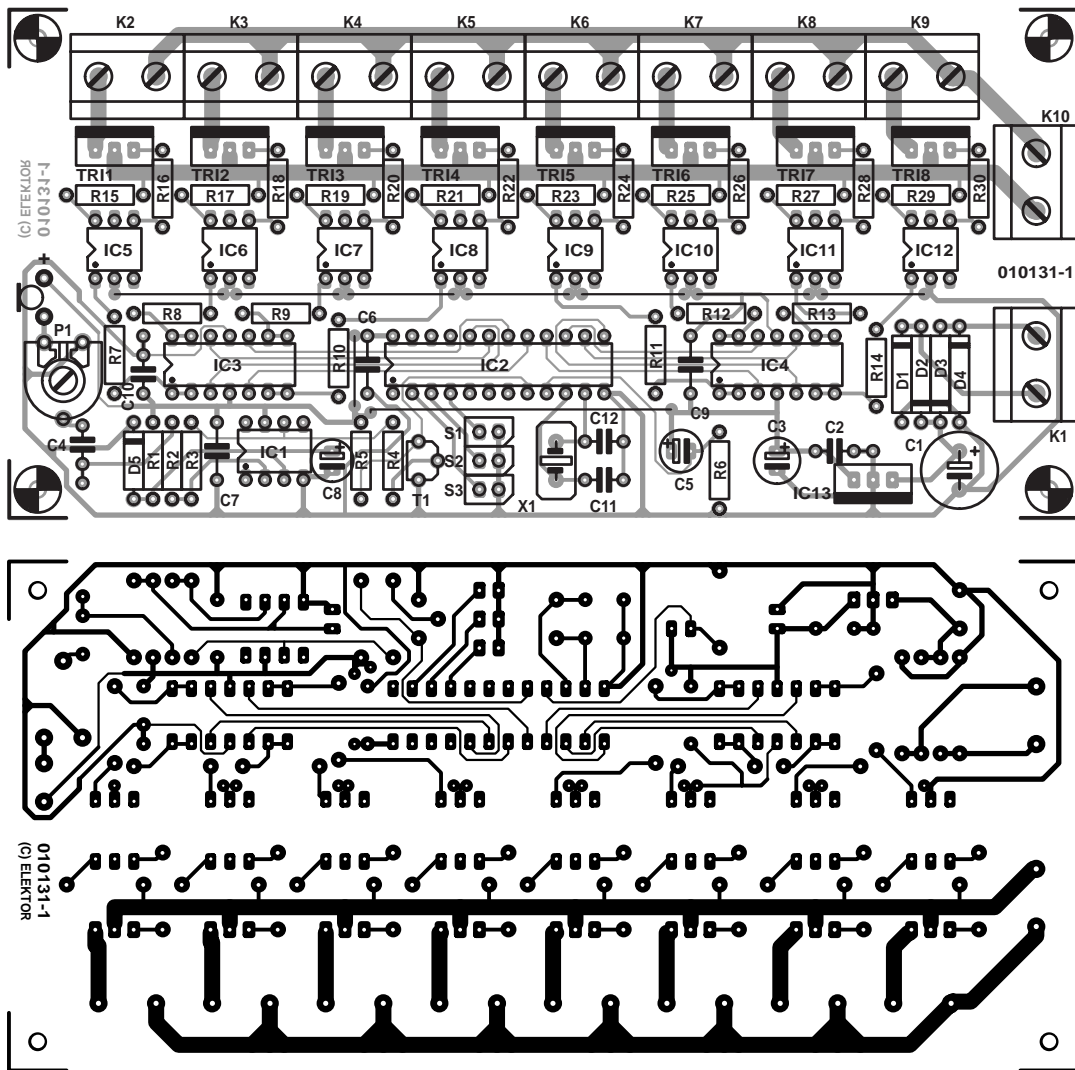 K2 K3 K4 K5 K6 K7 K8 K9
K10
TRI1 TRI2 TRI3 TRI4 TRI5 TRI6 TRI7 TRI8
R16 R18 R20 R22 R24 R26 R28 R30
R15 R17 R19 R21 R23 R25 R27 R29
(C) ELEKTOR
010131-1
IC5 IC6 IC7 IC8 IC9 IC10 IC11 IC12
010131-1
+
P1 R8 R9 C6 R12 R13
R7 C10 IC3 R10 IC2 R11 C9 IC4 R14 D1 D2 D3 D4
K1
C4 D5 R1 R2 R3 C7 IC1 + C8 R5 R4 T1
S1
S2
S3
X1 C12 C11 + C5 R6 C3 + C2 IC13 C1 +
010131-1
(C) ELEKTOR